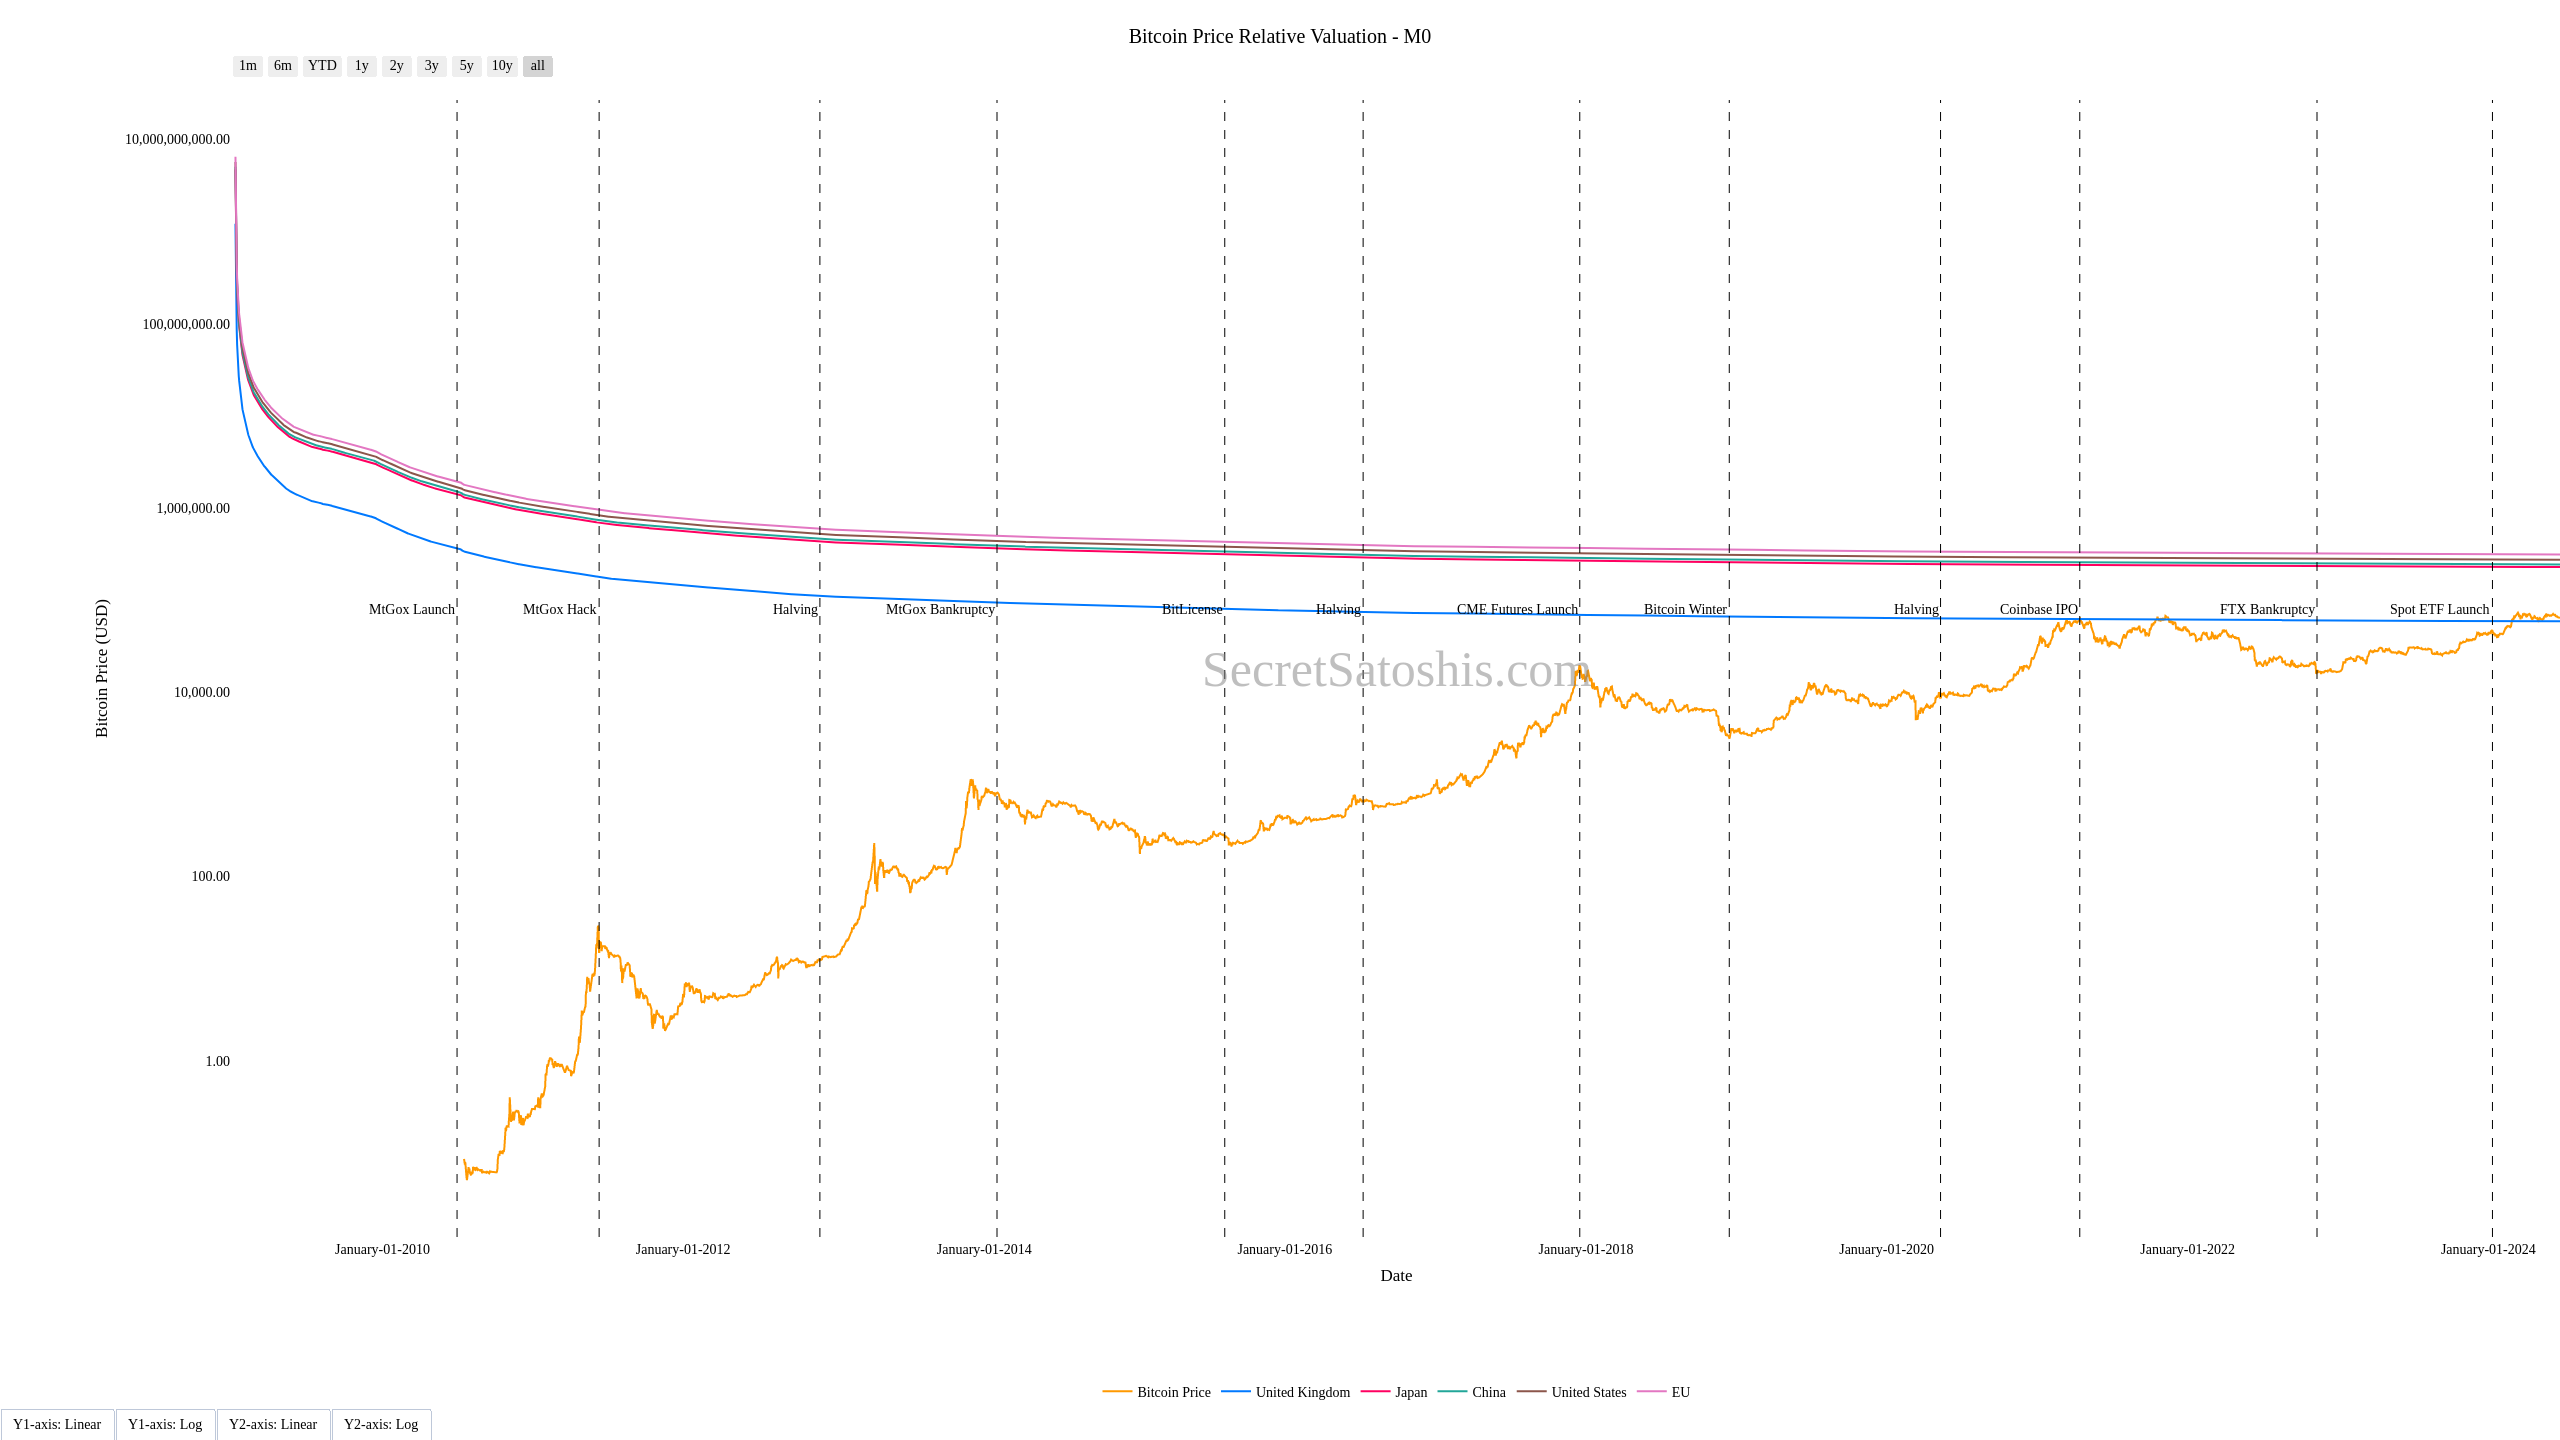 Bitcoin Price Relative Valuation - M0
1m 6m YTD 1y 2y 3y 5y 10y all
10,000,000,000.00
100,000,000.00
1,000,000.00
10,000.00
100.00
1.00
Bitcoin Price (USD)
MtGox Launch MtGox Hack Halving MtGox Bankruptcy BitLicense Halving CME Futures Launch Bitcoin Winter Halving Coinbase IPO FTX Bankruptcy Spot ETF Launch
SecretSatoshis.com
January-01-2010 January-01-2012 January-01-2014 January-01-2016 January-01-2018 January-01-2020 January-01-2022 January-01-2024
Date
Bitcoin Price United Kingdom Japan China United States EU
Y1-axis: Linear Y1-axis: Log Y2-axis: Linear Y2-axis: Log